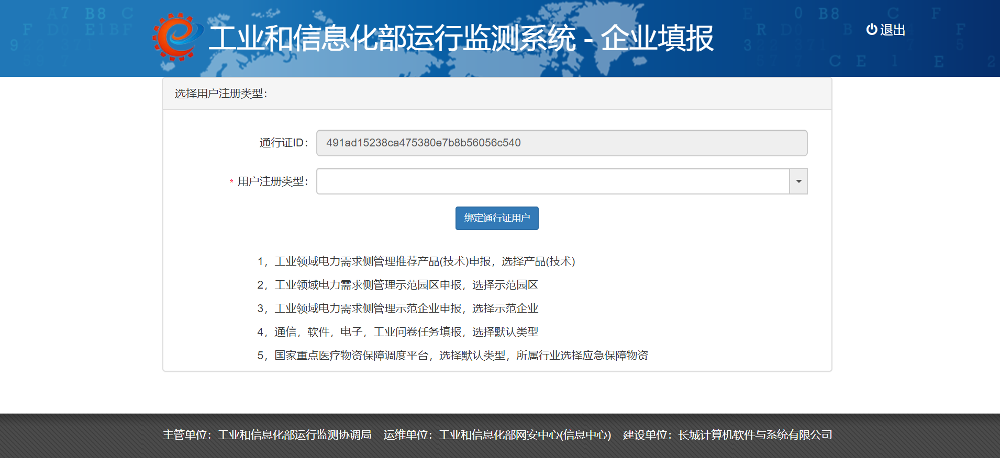 工业和信息化部运行监测系统 - 企业填报
退出
选择用户注册类型：
通行证ID： 491ad15238ca475380e7b8b56056c540
* 用户注册类型：
绑定通行证用户
1，工业领域电力需求侧管理推荐产品(技术)申报，选择产品(技术)
2，工业领域电力需求侧管理示范园区申报，选择示范园区
3，工业领域电力需求侧管理示范企业申报，选择示范企业
4，通信，软件，电子，工业问卷任务填报，选择默认类型
5，国家重点医疗物资保障调度平台，选择默认类型，所属行业选择应急保障物资
主管单位：工业和信息化部运行监测协调局 运维单位：工业和信息化部网安中心(信息中心) 建设单位：长城计算机软件与系统有限公司